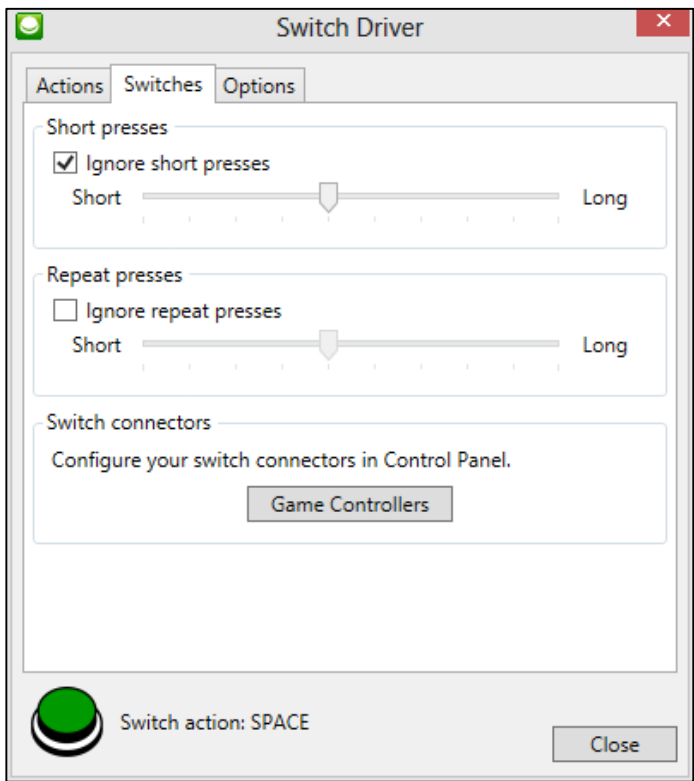 Switch Driver
Actions Switches Options
Short presses
Ignore short presses
Short Long
Repeat presses
Ignore repeat presses
Short Long
Switch connectors
Configure your switch connectors in Control Panel.
Game Controllers
Switch action: SPACE
Close